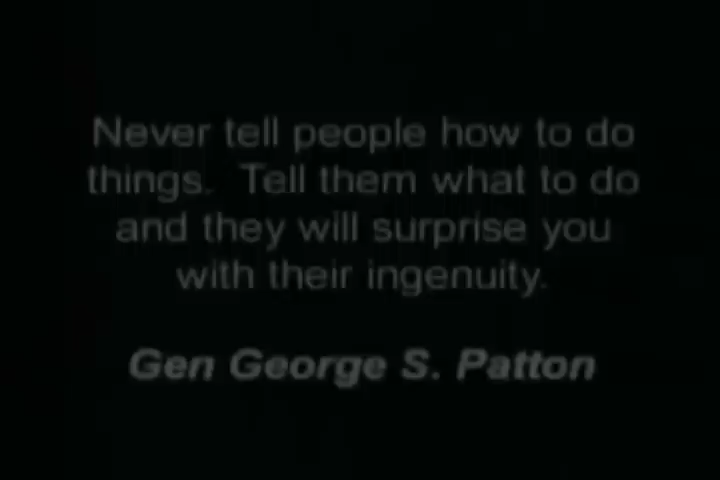 Never tell people how to do
things.  Tell them what to do
and they will surprise you
with their ingenuity.
Gen George S. Patton